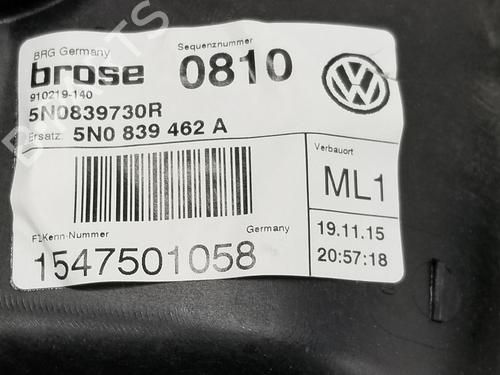 BRG Germany
Sequenznummer
brose
0810
910219-140
5N0839730R
Ersatz: 5N0 839 462 A
Verbauort
ML1
FI Kenn-Nummer
Germany
1547501058
19.11.15
20:57:18